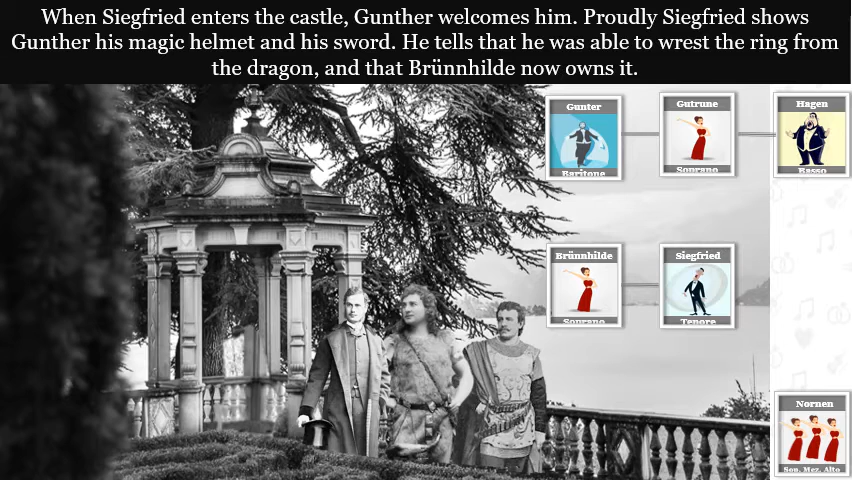 When Siegfried enters the castle, Gunther welcomes him. Proudly Siegfried shows
Gunther his magic helmet and his sword. He tells that he was able to wrest the ring from
the dragon, and that Brünnhilde now owns it.
Gunter
Baritone
Gutrune
Soprano
Hagen
Basso
Brünnhilde
Soprano
Siegfried
Tenore
Nornen
Sop, Mez, Alto